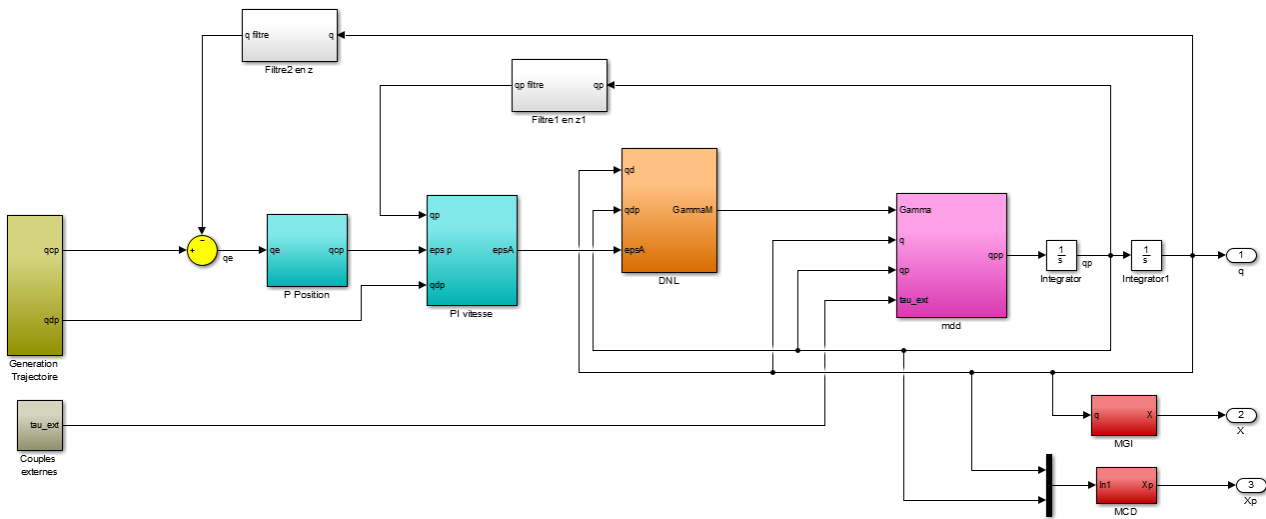 q filtre
q
Filtre2 en z
qp filtre
qp
Filtre1 en z1
qcp
qdp
Generation
Trajectoire
+
-
qe
qe
qcp
P Position
qp
eps p
qdp
epsA
PI vitesse
qd
qdp
epsA
GammaM
DNL
Gamma
q
qp
tau_ext
qpp
mdd
1
s
Integrator
qp
1
s
Integrator1
1
q
tau_ext
Couples
externes
q
X
MGI
2
X
In1
Xp
MCD
3
Xp